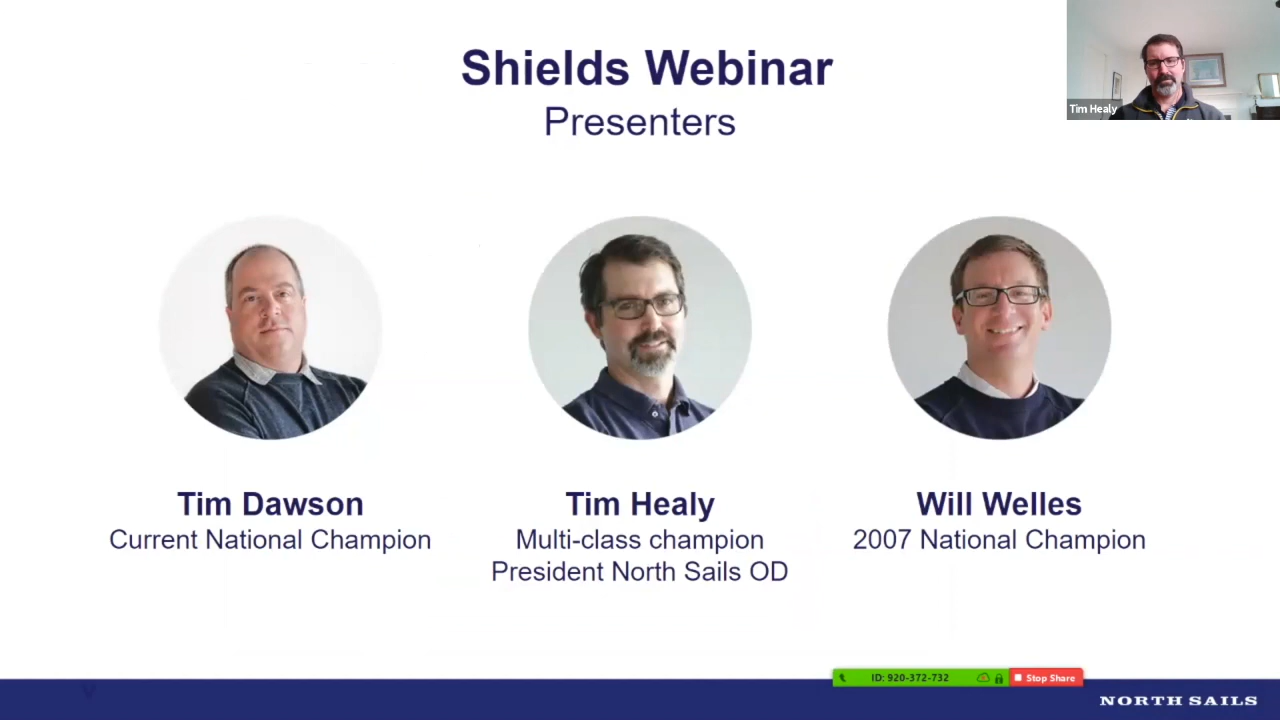 Shields Webinar
Presenters
Tim Healy
Tim Dawson
Current National Champion
Tim Healy
Multi-class champion
President North Sails OD
Will Welles
2007 National Champion
ID: 920-372-732
Stop Share
NORTH SAILS